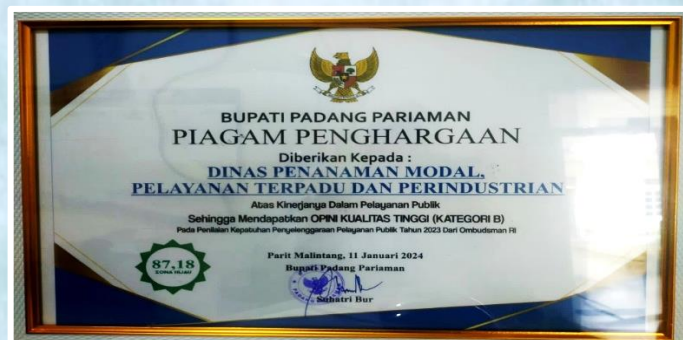 BUPATI PADANG PARIAMAN
PIAGAM PENGHARGAAN
Diberikan Kepada :
DINAS PENANAMAN MODAL,
PELAYANAN TERPADU DAN PERINDUSTRIAN
Atas Kinerjanya Dalam Pelayanan Publik
Sehingga Mendapatkan OPINI KUALITAS TINGGI (KATEGORI B)
Pada Penilaian Kepatuhan Penyelenggaraan Pelayanan Publik Tahun 2023 Dari Ombudsman RI
Parit Malintang, 11 Januari 2024
Bupati Padang Pariaman
87,18
ZONA HIJAU
Suhatri Bur